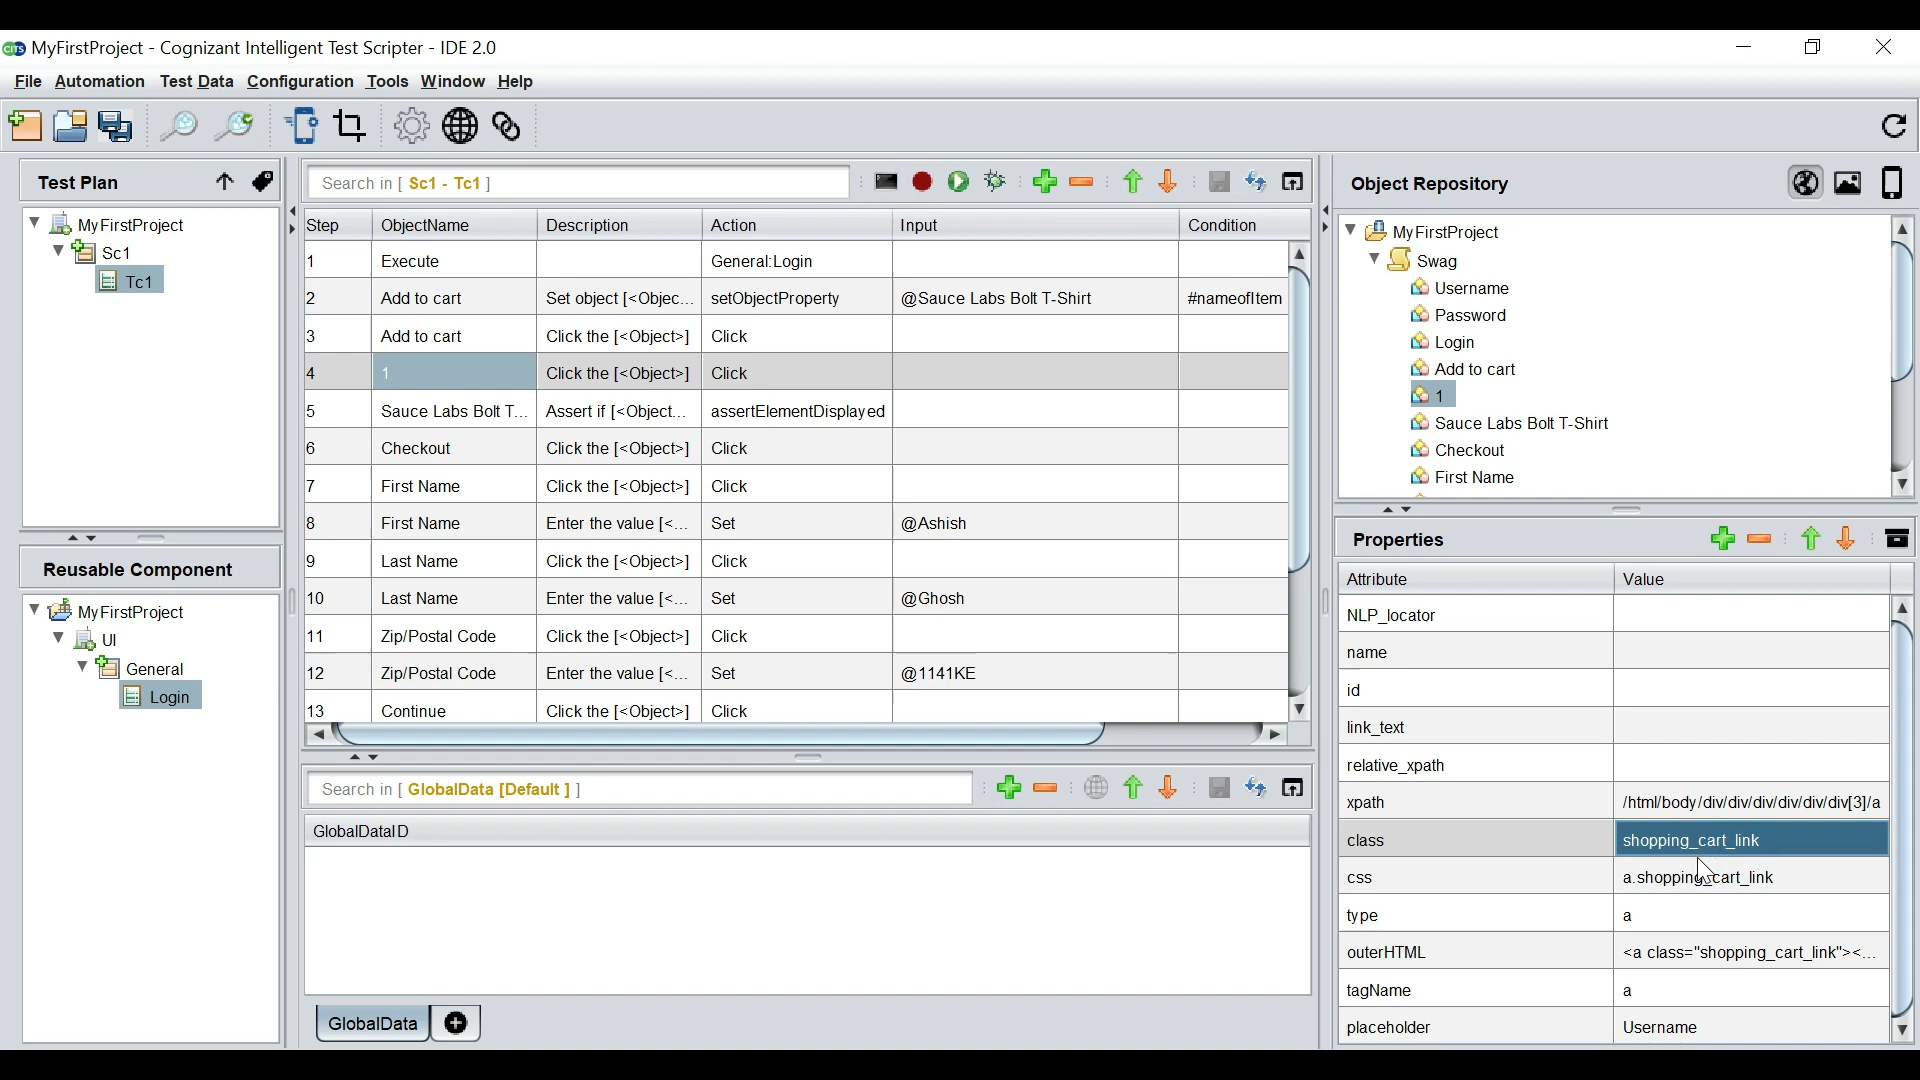 MyFirstProject - Cognizant Intelligent Test Scripter - IDE 2.0
File Automation Test Data Configuration Tools Window Help
Test Plan
MyFirstProject
Sc1
Tc1
Reusable Component
MyFirstProject
UI
General
Login
Search in [ Sc1 - Tc1 ]
Step ObjectName Description Action Input Condition
1 Execute General:Login
2 Add to cart Set object [<Objec... setObjectProperty @Sauce Labs Bolt T-Shirt #nameofItem
3 Add to cart Click the [<Object>] Click
4 1 Click the [<Object>] Click
5 Sauce Labs Bolt T... Assert if [<Object... assertElementDisplayed
6 Checkout Click the [<Object>] Click
7 First Name Click the [<Object>] Click
8 First Name Enter the value [<... Set @Ashish
9 Last Name Click the [<Object>] Click
10 Last Name Enter the value [<... Set @Ghosh
11 Zip/Postal Code Click the [<Object>] Click
12 Zip/Postal Code Enter the value [<... Set @1141KE
13 Continue Click the [<Object>] Click
Search in [ GlobalData [Default ] ]
GlobalDataID
GlobalData
Object Repository
MyFirstProject
Swag
Username
Password
Login
Add to cart
1
Sauce Labs Bolt T-Shirt
Checkout
First Name
Properties
Attribute Value
NLP_locator
name
id
link_text
relative_xpath
xpath /html/body/div/div/div/div/div/div[3]/a
class shopping_cart_link
css a.shopping_cart_link
type a
outerHTML <a class="shopping_cart_link"><...
tagName a
placeholder Username